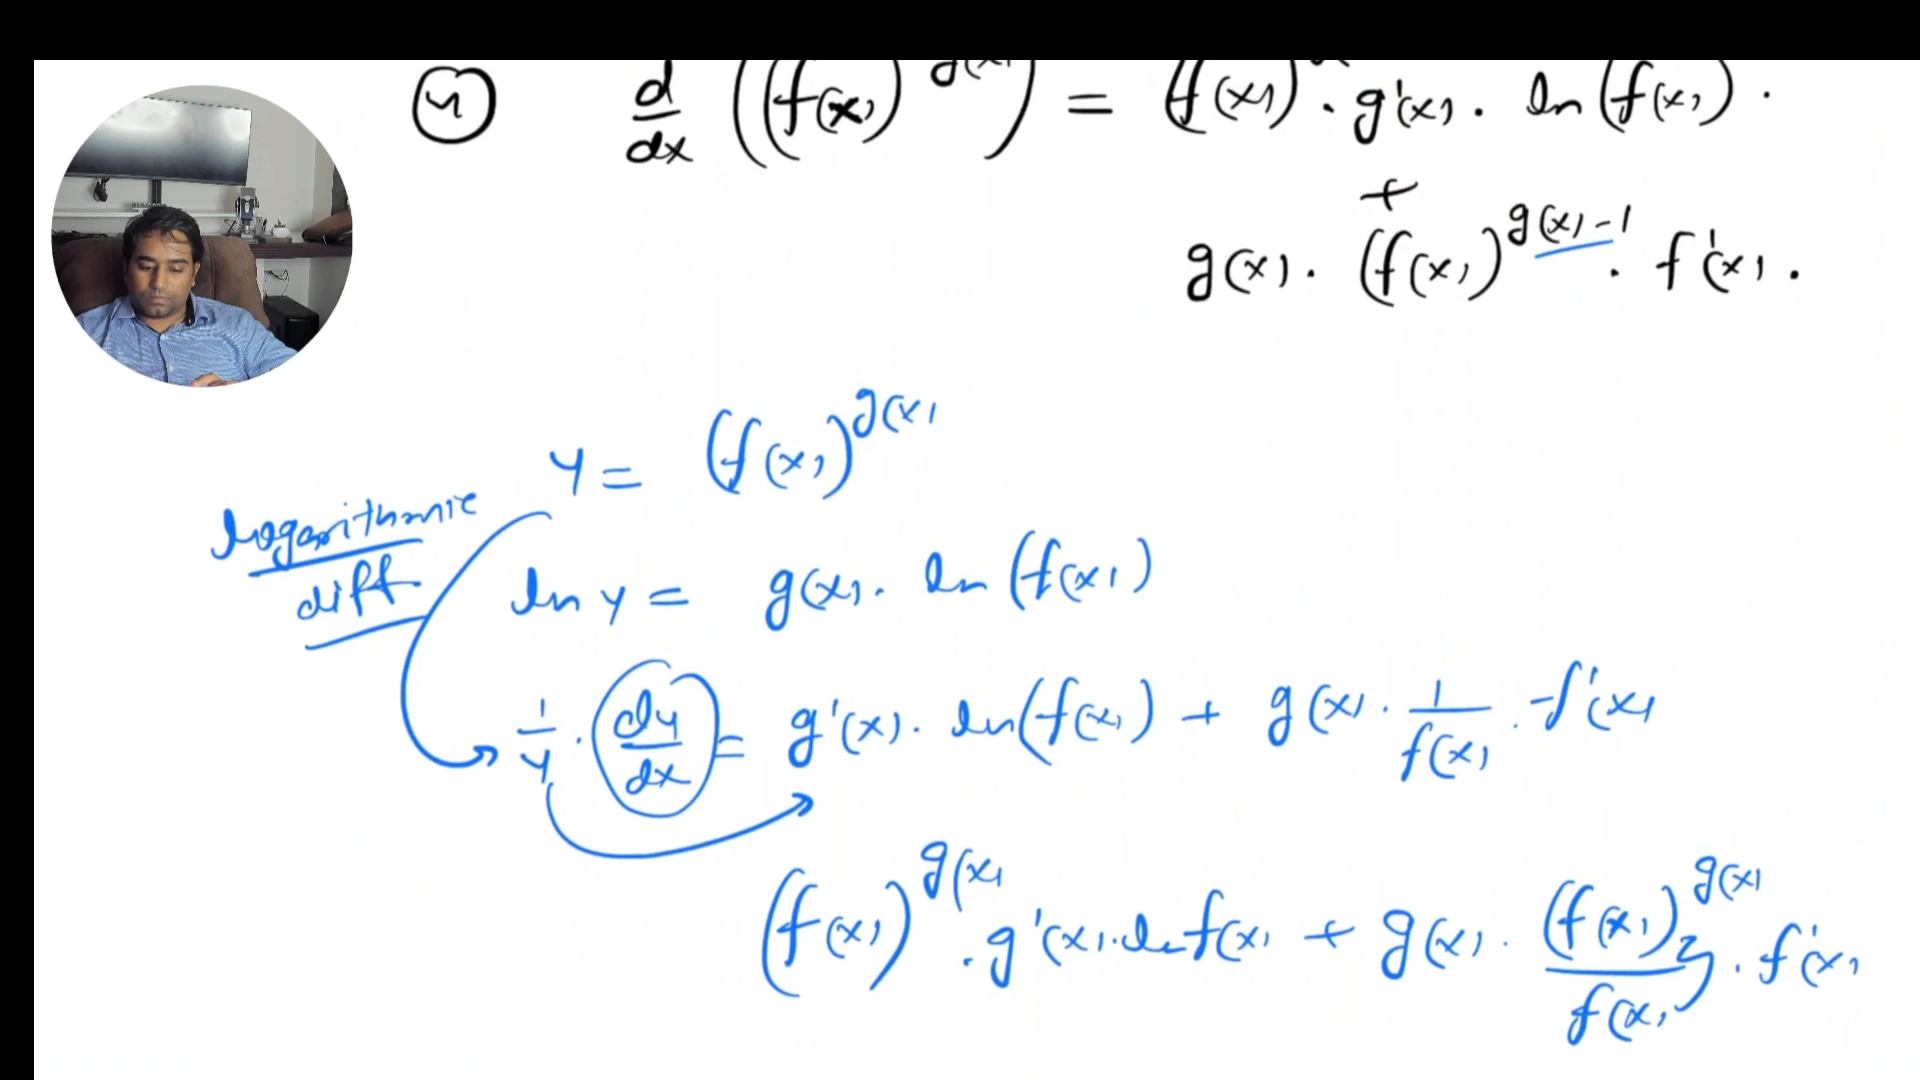 4 d/dx ((f(x))^g(x)) = (f(x)) · g'(x) · ln(f(x)) ·
+
g(x) · (f(x))^g(x)-1 · f'(x) ·
y = (f(x))^g(x)
logarithmic
diff
ln y = g(x) · ln(f(x))
1/y · dy/dx = g'(x) · ln(f(x)) + g(x) · 1/f(x) · f'(x)
(f(x))^g(x) · g'(x) · ln f(x) + g(x) · (f(x))^g(x)/f(x) · f'(x)